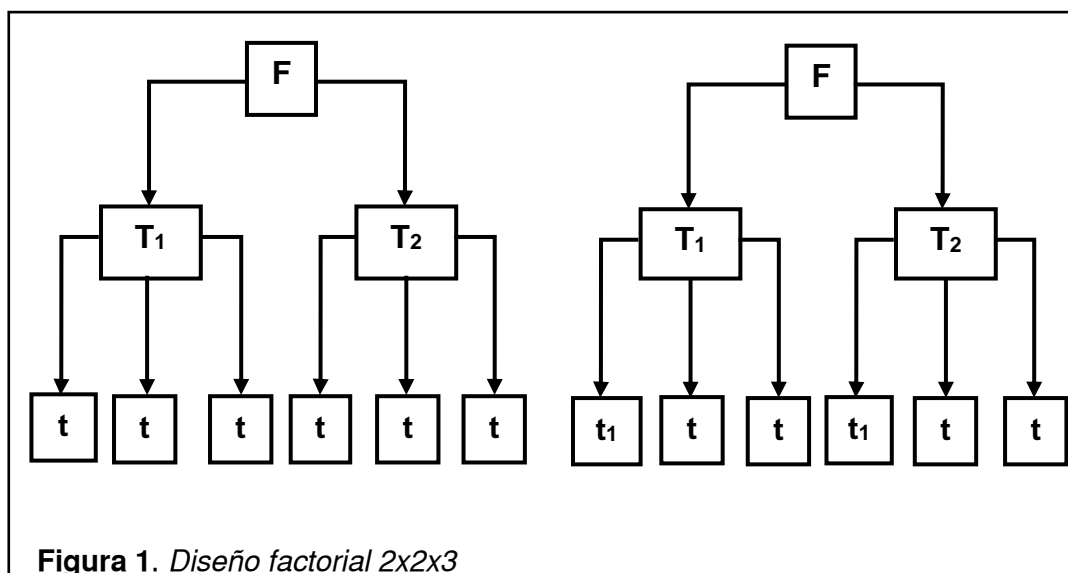 F F
T1 T2 T1 T2
t t t t t t t1 t t t1 t t
Figura 1. Diseño factorial 2x2x3